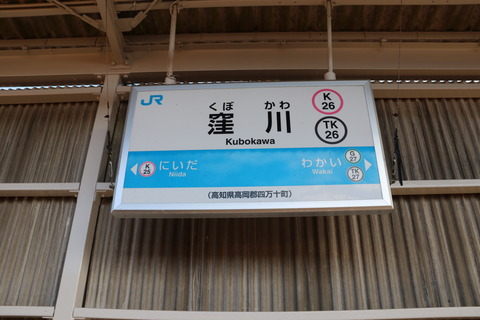 JR
くぼ かわ
窪川
Kubokawa
K
26
TK
26
K
25
にいだ
Niida
わかい
Wakai
G
27
TK
27
(高知県高岡郡四万十町)